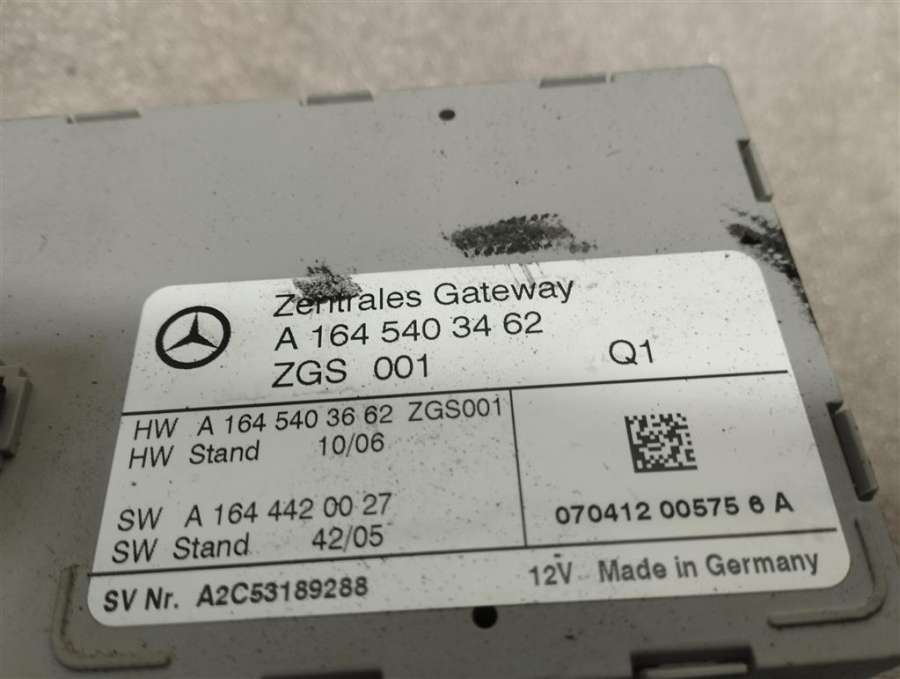 Zentrales Gateway
A 164 540 34 62
ZGS 001 Q1
HW A 164 540 36 62 ZGS001
HW Stand 10/06
SW A 164 442 00 27
SW Stand 42/05
070412 00575 6 A
SV Nr. A2C53189288
12V Made in Germany